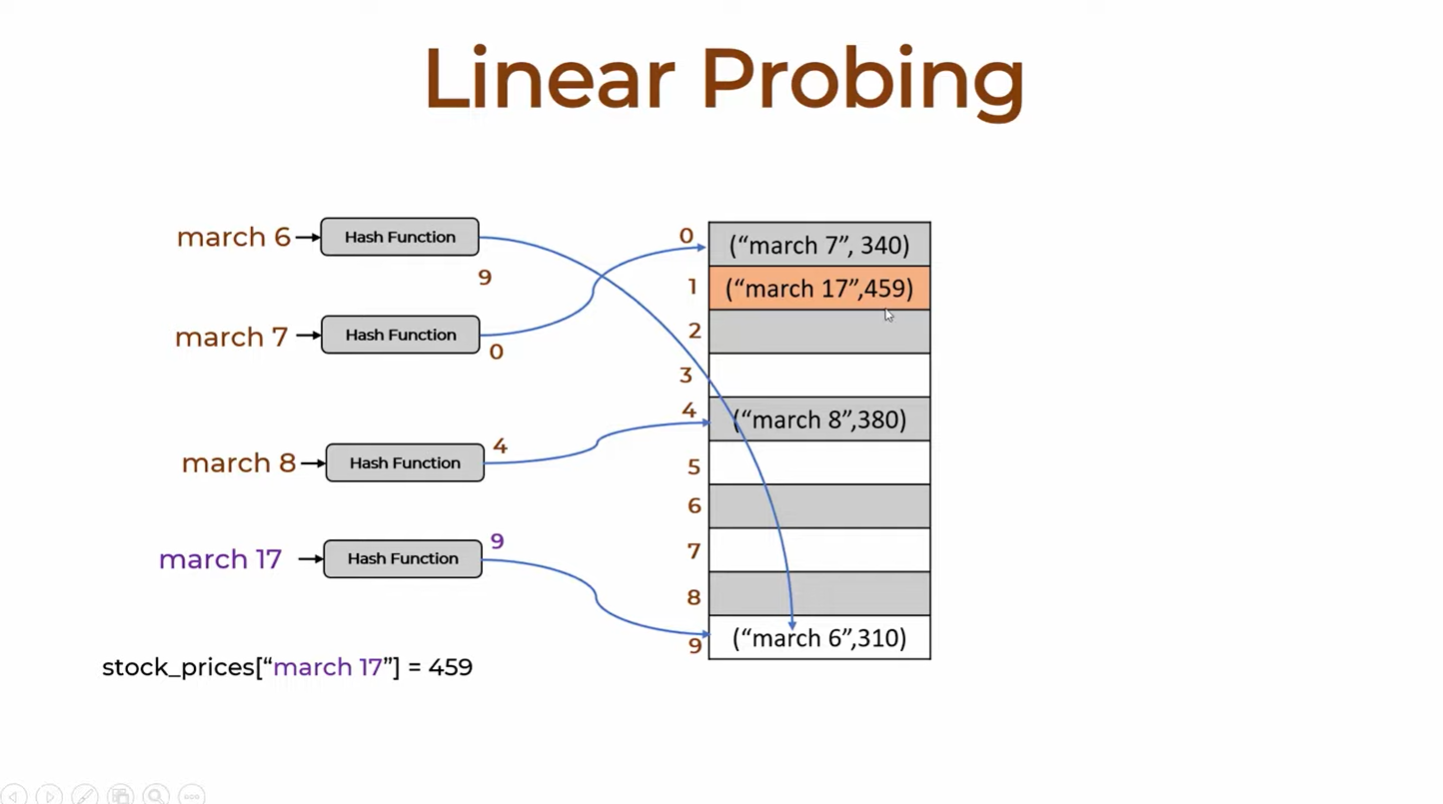 Linear Probing
march 6
Hash Function
9
march 7
Hash Function
0
march 8
Hash Function
4
march 17
Hash Function
9
stock_prices["march 17"] = 459
0
(“march 7”, 340)
1
(“march 17”,459)
2
3
4
(“march 8”,380)
5
6
7
8
9
(“march 6”,310)